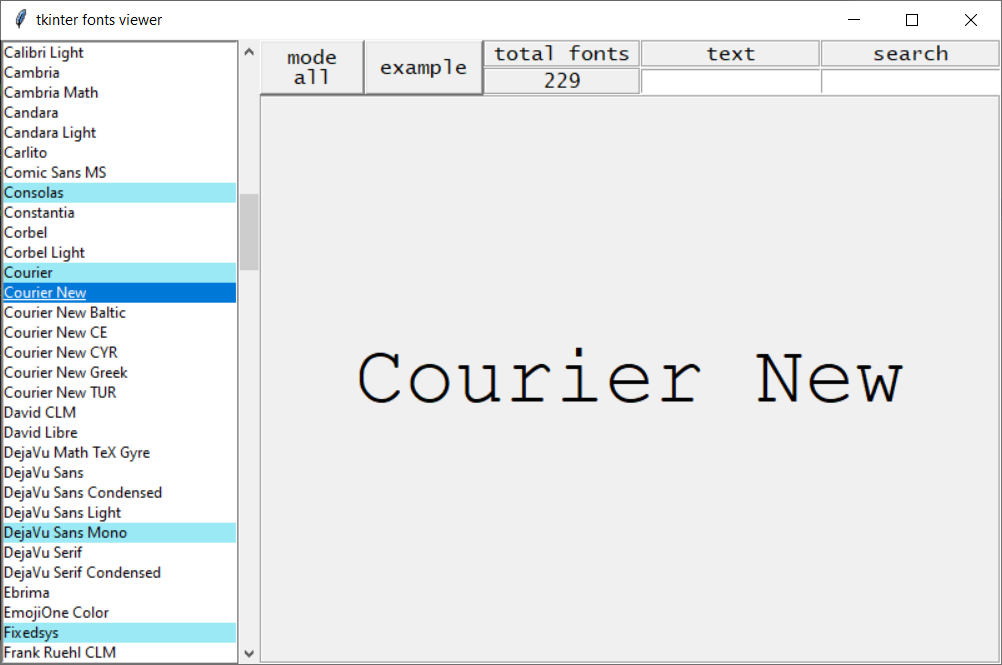 tkinter fonts viewer
Calibri Light
Cambria
Cambria Math
Candara
Candara Light
Carlito
Comic Sans MS
Consolas
Constantia
Corbel
Corbel Light
Courier
Courier New
Courier New Baltic
Courier New CE
Courier New CYR
Courier New Greek
Courier New TUR
David CLM
David Libre
DejaVu Math TeX Gyre
DejaVu Sans
DejaVu Sans Condensed
DejaVu Sans Light
DejaVu Sans Mono
DejaVu Serif
DejaVu Serif Condensed
Ebrima
EmojiOne Color
Fixedsys
Frank Ruehl CLM
mode
all
example
total fonts
229
text
search
Courier New